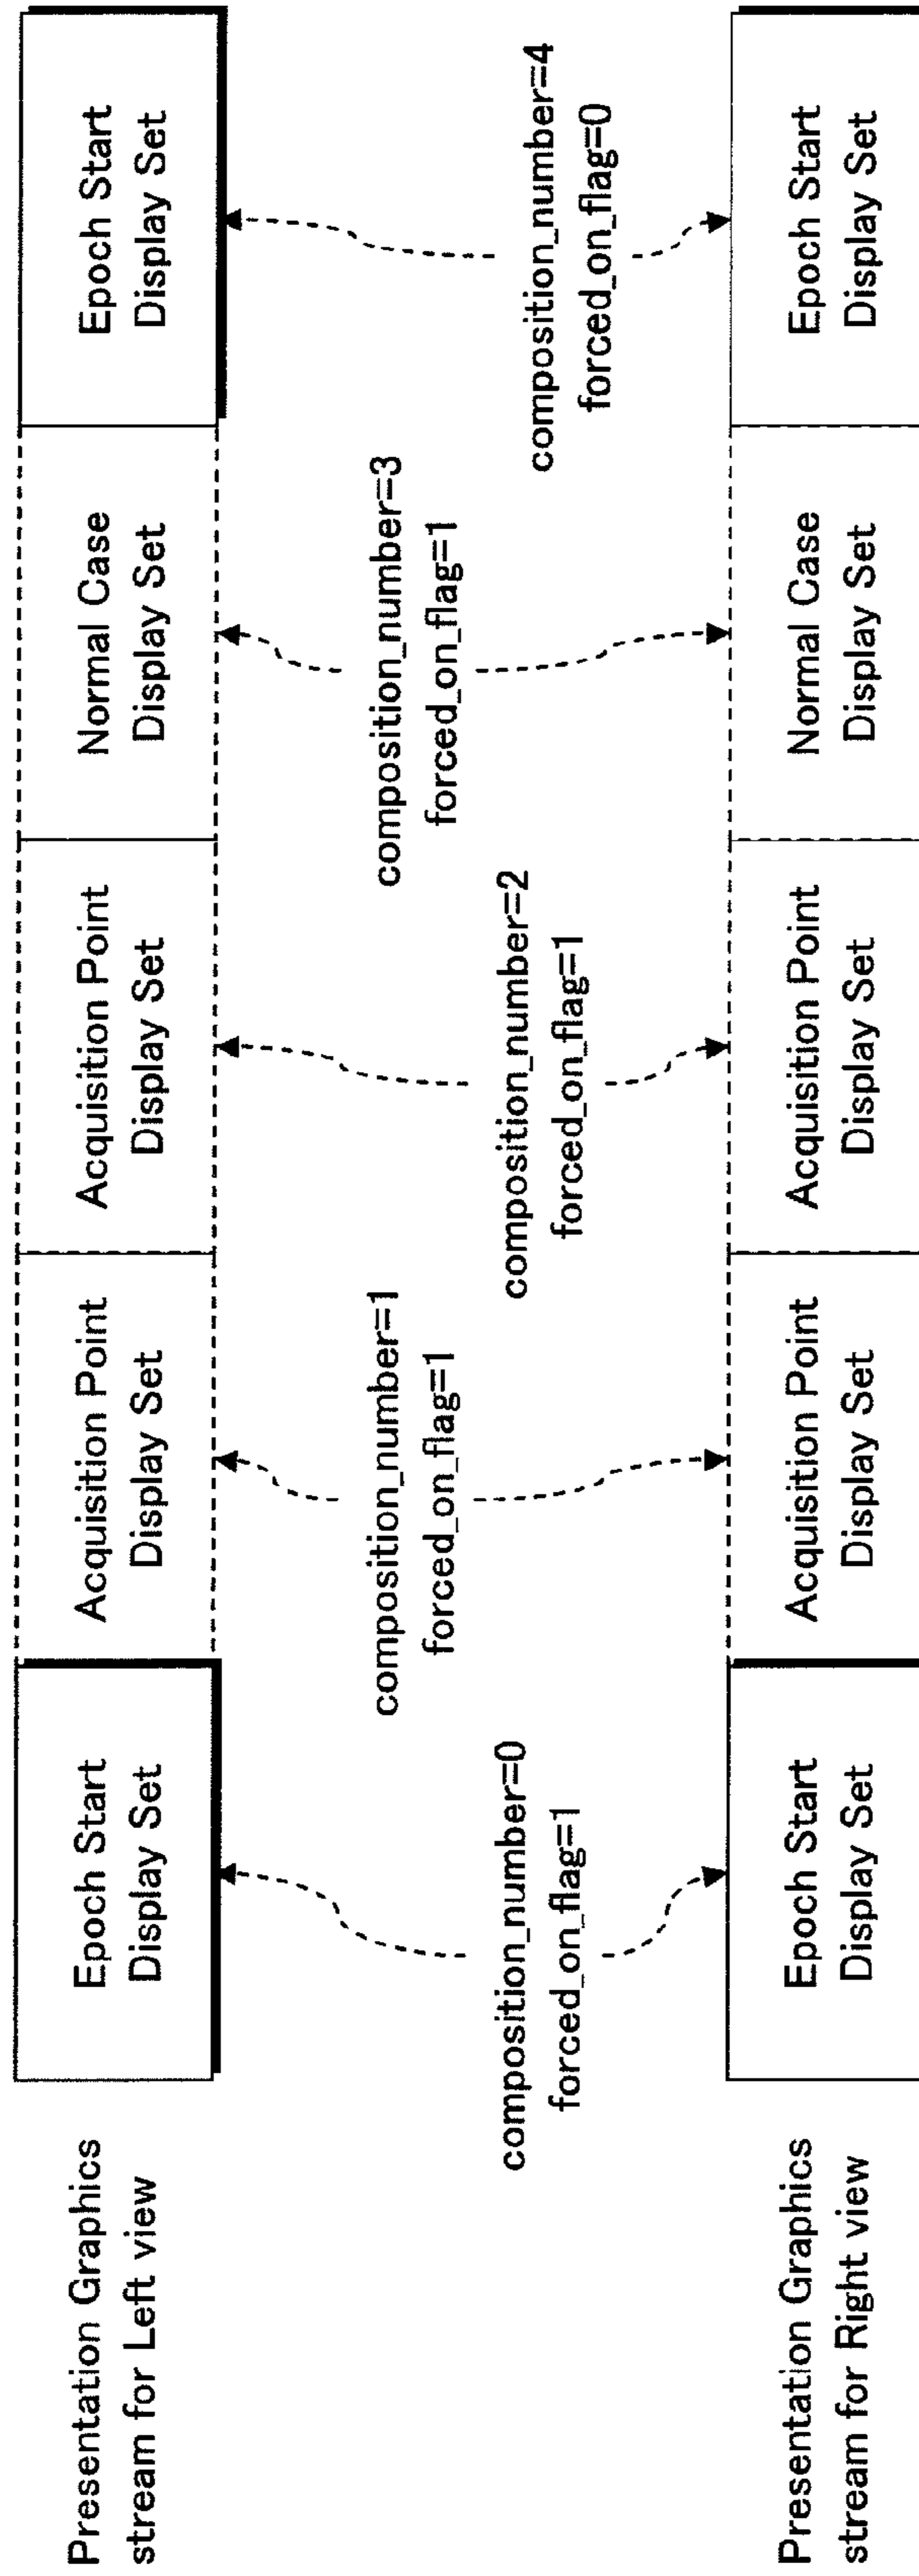 Presentation Graphics
stream for Left view
Epoch Start
Display Set
Acquisition Point
Display Set
Acquisition Point
Display Set
Normal Case
Display Set
Epoch Start
Display Set
composition_number=0
forced_on_flag=1
composition_number=1
forced_on_flag=1
composition_number=2
forced_on_flag=1
composition_number=3
forced_on_flag=1
composition_number=4
forced_on_flag=0
Presentation Graphics
stream for Right view
Epoch Start
Display Set
Acquisition Point
Display Set
Acquisition Point
Display Set
Normal Case
Display Set
Epoch Start
Display Set